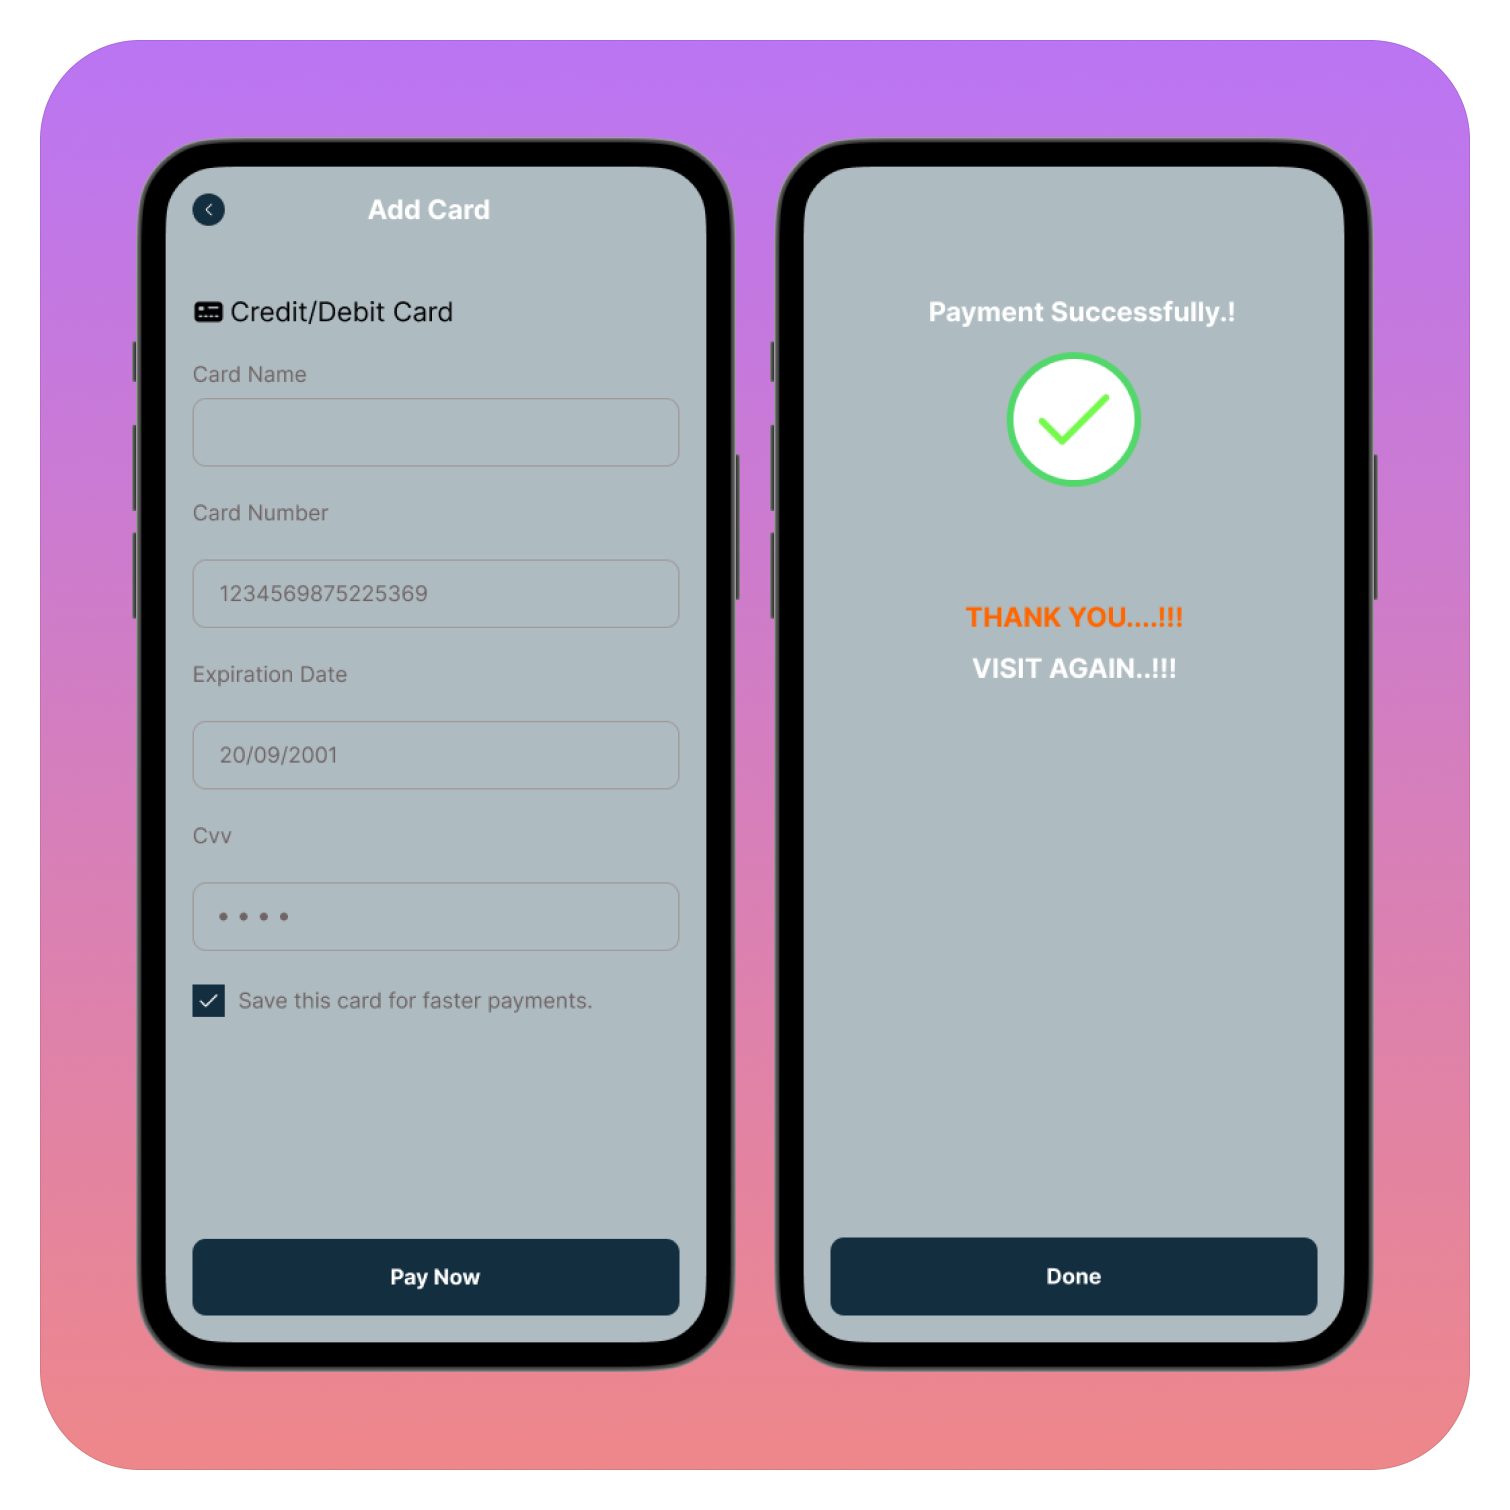 Add Card
Credit/Debit Card
Card Name
Card Number
1234569875225369
Expiration Date
20/09/2001
Cvv
Save this card for faster payments.
Pay Now
Payment Successfully.!
THANK YOU....!!!
VISIT AGAIN..!!!
Done